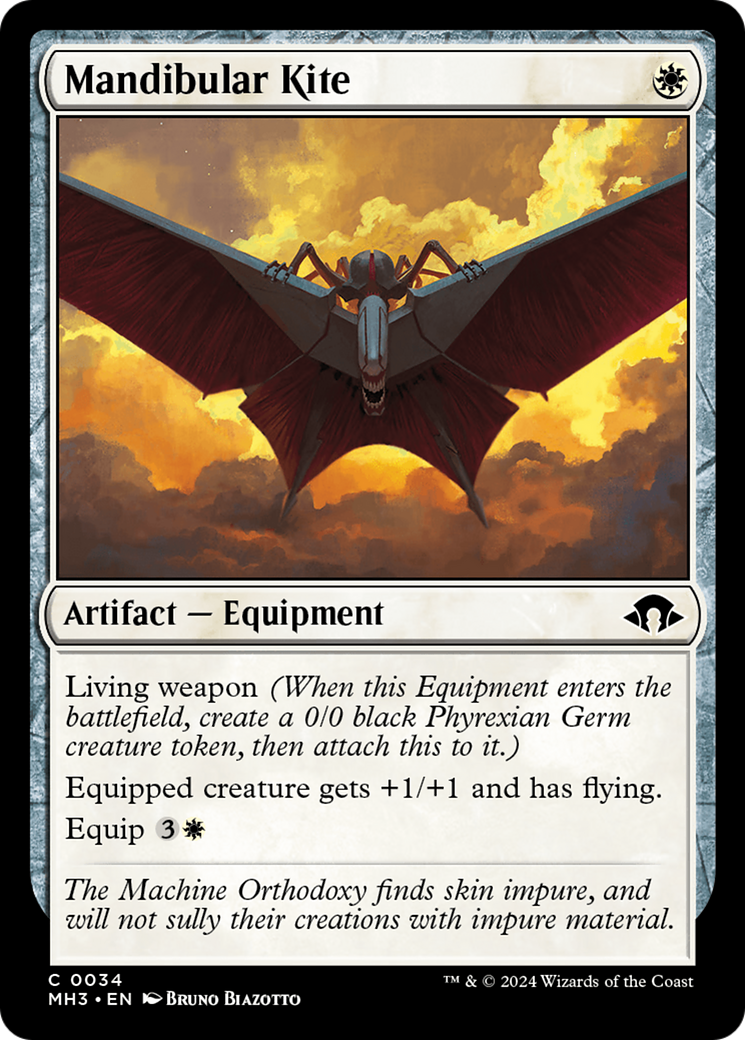 Mandibular Kite
Artifact — Equipment
Living weapon (When this Equipment enters the
battlefield, create a 0/0 black Phyrexian Germ
creature token, then attach this to it.)
Equipped creature gets +1/+1 and has flying.
Equip 3
The Machine Orthodoxy finds skin impure, and
will not sully their creations with impure material.
C 0034
MH3 • EN Bruno Biazotto
™ & © 2024 Wizards of the Coast